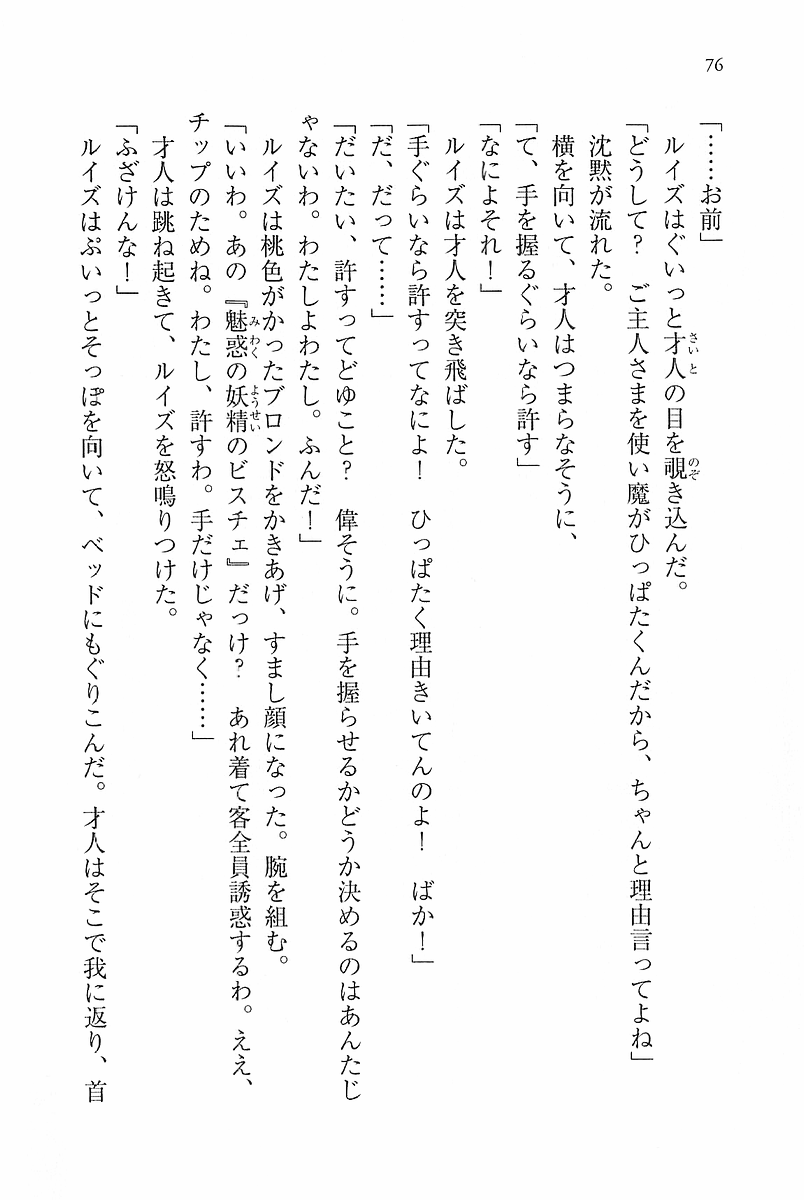 76
「……お前」
　ルイズはぐいっと才人の目を覗き込んだ。
「どうして？　ご主人さまを使い魔がひっぱたくんだから、ちゃんと理由言ってよね」
　沈黙が流れた。
　横を向いて、才人はつまらなそうに、
「て、手を握るぐらいなら許す」
「なによそれ！」
　ルイズは才人を突き飛ばした。
「手ぐらいなら許すってなによ！　ひっぱたく理由きいてんのよ！　ばか！」
「だ、だって……」
「だいたい、許すってどゆこと？　偉そうに。手を握らせるかどうか決めるのはあんたじ
ゃないわ。わたしよわたし。ふんだ！」
　ルイズは桃色がかったブロンドをかきあげ、すまし顔になった。腕を組む。
「いいわ。あの『魅惑の妖精のビスチェ』だっけ？　あれ着て客全員誘惑するわ。ええ、
チップのためね。わたし、許すわ。手だけじゃなく……」
　才人は跳ね起きて、ルイズを怒鳴りつけた。
「ふざけんな！」
　ルイズはぷいっとそっぽを向いて、ベッドにもぐりこんだ。才人はそこで我に返り、首